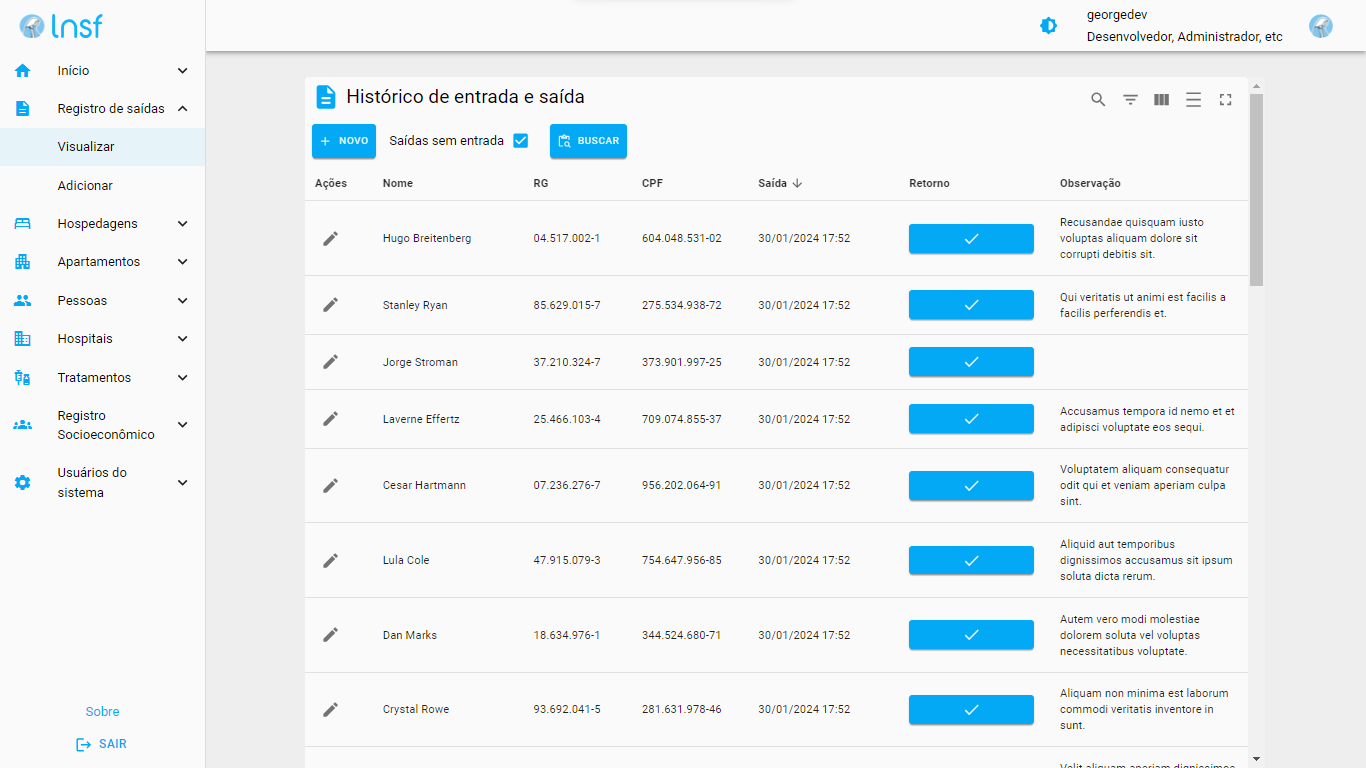 lnsf
georgedev
Desenvolvedor, Administrador, etc
Início
Registro de saídas
Visualizar
Adicionar
Hospedagens
Apartamentos
Pessoas
Hospitais
Tratamentos
Registro
Socioeconômico
Usuários do
sistema
Sobre
SAIR
Histórico de entrada e saída
NOVO Saídas sem entrada BUSCAR
Ações Nome RG CPF Saída Retorno Observação
Hugo Breitenberg 04.517.002-1 604.048.531-02 30/01/2024 17:52 Recusandae quisquam iusto
voluptas aliquam dolore sit
corrupti debitis sit.
Stanley Ryan 85.629.015-7 275.534.938-72 30/01/2024 17:52 Qui veritatis ut animi est facilis a
facilis perferendis et.
Jorge Stroman 37.210.324-7 373.901.997-25 30/01/2024 17:52
Laverne Effertz 25.466.103-4 709.074.855-37 30/01/2024 17:52 Accusamus tempora id nemo et et
adipisci voluptate eos sequi.
Cesar Hartmann 07.236.276-7 956.202.064-91 30/01/2024 17:52 Voluptatem aliquam consequatur
odit qui et veniam aperiam culpa
sint.
Lula Cole 47.915.079-3 754.647.956-85 30/01/2024 17:52 Aliquid aut temporibus
dignissimos accusamus sit ipsum
soluta dicta rerum.
Dan Marks 18.634.976-1 344.524.680-71 30/01/2024 17:52 Autem vero modi molestiae
dolorem soluta vel voluptas
necessitatibus voluptate.
Crystal Rowe 93.692.041-5 281.631.978-46 30/01/2024 17:52 Aliquam non minima est laborum
commodi veritatis inventore in
sunt.
Velit aliquam aperiam dignissimos